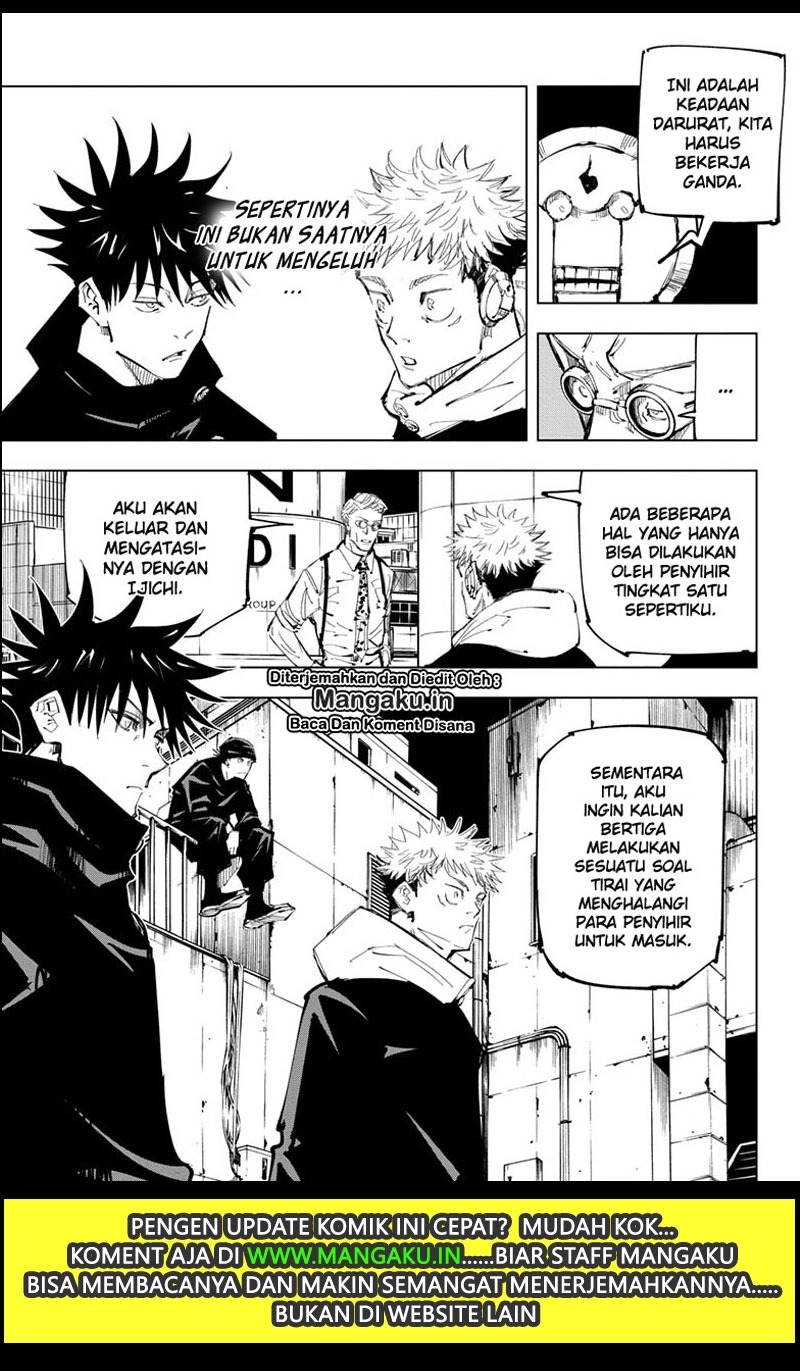 INI ADALAH
KEADAAN
DARURAT, KITA
HARUS
BEKERJA
GANDA.
SEPERTINYA
INI BUKAN SAATNYA
UNTUK MENGELUH
...
...
ADA BEBERAPA
HAL YANG HANYA
BISA DILAKUKAN
OLEH PENYIHIR
TINGKAT SATU
SEPERTIKU.
AKU AKAN
KELUAR DAN
MENGATASI-
NYA DENGAN
IJICHI.
N
DI
ROUP
Diterjemahkan dan Diedit Oleh :
Mangaku.in
Baca Dan Koment Disana
SEMENTARA
ITU, AKU
INGIN KALIAN
BERTIGA
MELAKUKAN
SESUATU SOAL
TIRAI YANG
MENGHALANGI
PARA PENYIHIR
UNTUK MASUK.
PENGEN UPDATE KOMIK INI CEPAT? MUDAH KOK...
KOMENT AJA DI WWW.MANGAKU.IN......BIAR STAFF MANGAKU
BISA MEMBACANYA DAN MAKIN SEMANGAT MENERJEMAHKANNYA.....
BUKAN DI WEBSITE LAIN